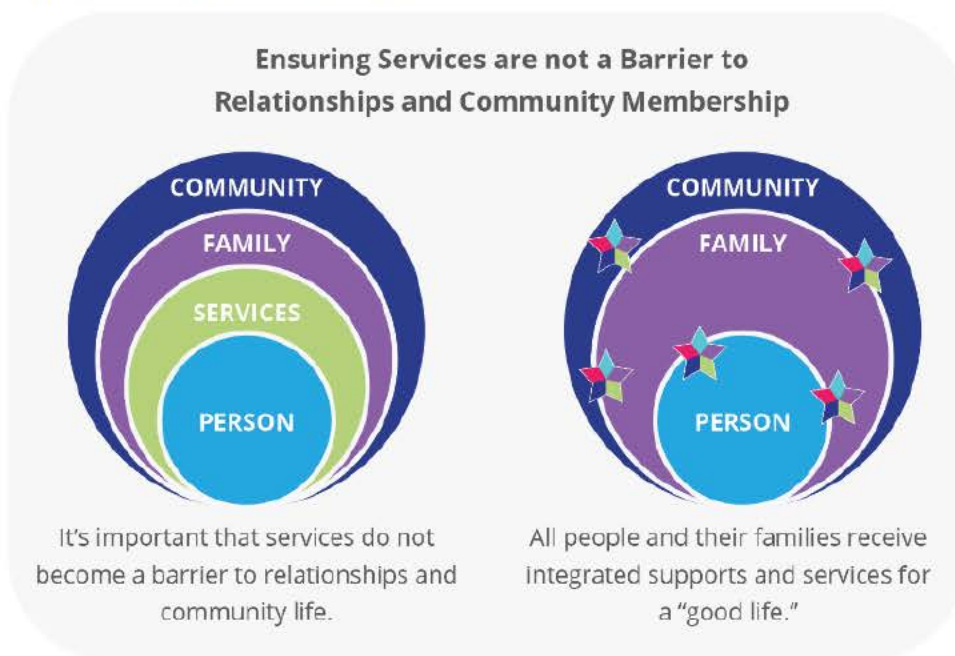 Ensuring Services are not a Barrier to
Relationships and Community Membership
COMMUNITY
FAMILY
SERVICES
PERSON
It's important that services do not
become a barrier to relationships and
community life.
COMMUNITY
FAMILY
PERSON
All people and their families receive
integrated supports and services for
a “good life.”